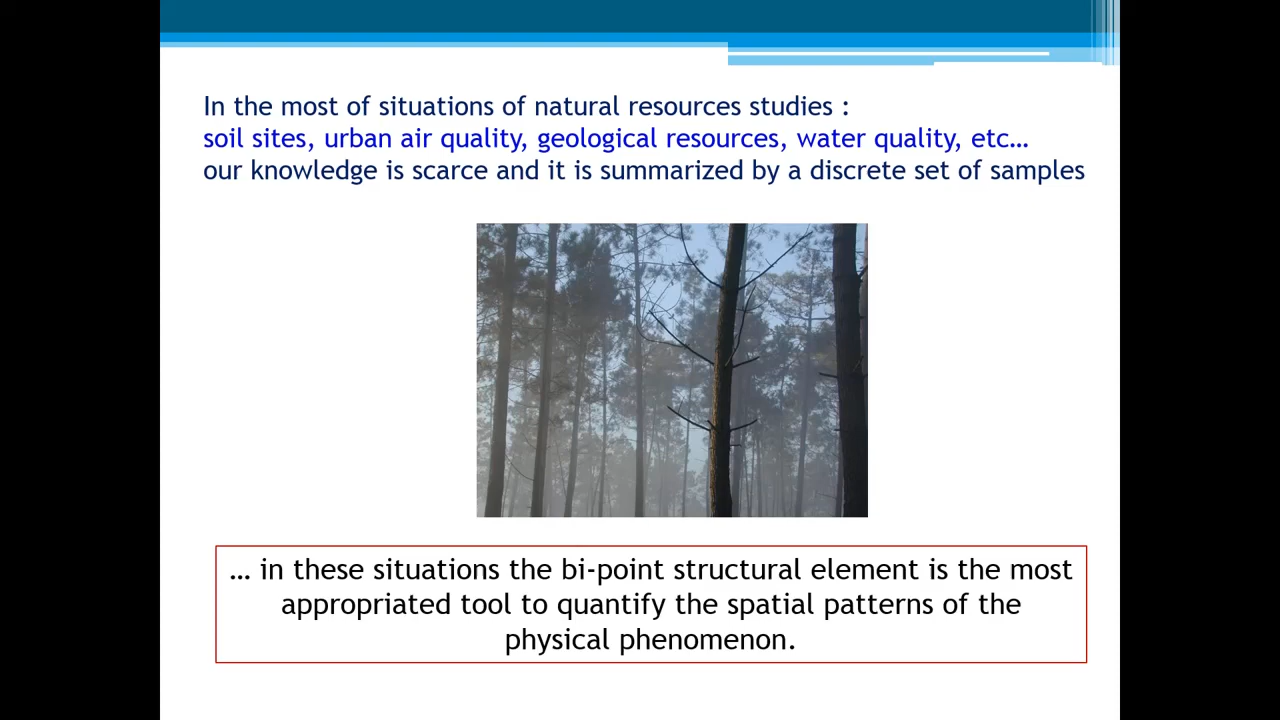 In the most of situations of natural resources studies :
soil sites, urban air quality, geological resources, water quality, etc…
our knowledge is scarce and it is summarized by a discrete set of samples
… in these situations the bi-point structural element is the most
appropriated tool to quantify the spatial patterns of the
physical phenomenon.